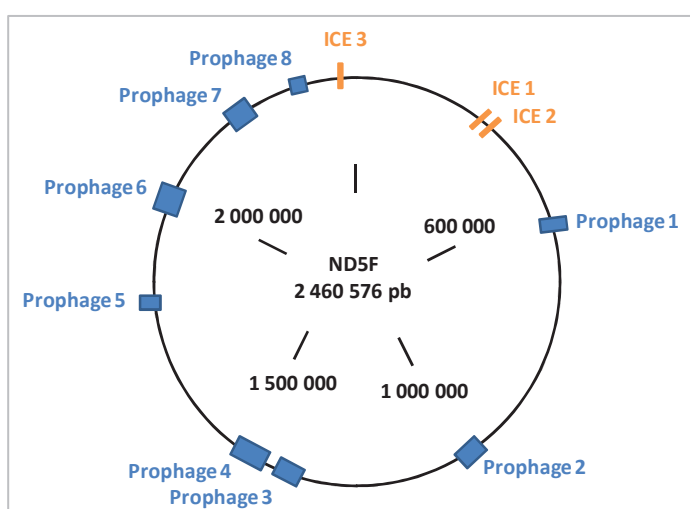 ICE 3
Prophage 8
ICE 1
Prophage 7
ICE 2
Prophage 6
2 000 000
600 000
Prophage 1
ND5F
2 460 576 pb
Prophage 5
1 500 000
1 000 000
Prophage 4
Prophage 2
Prophage 3